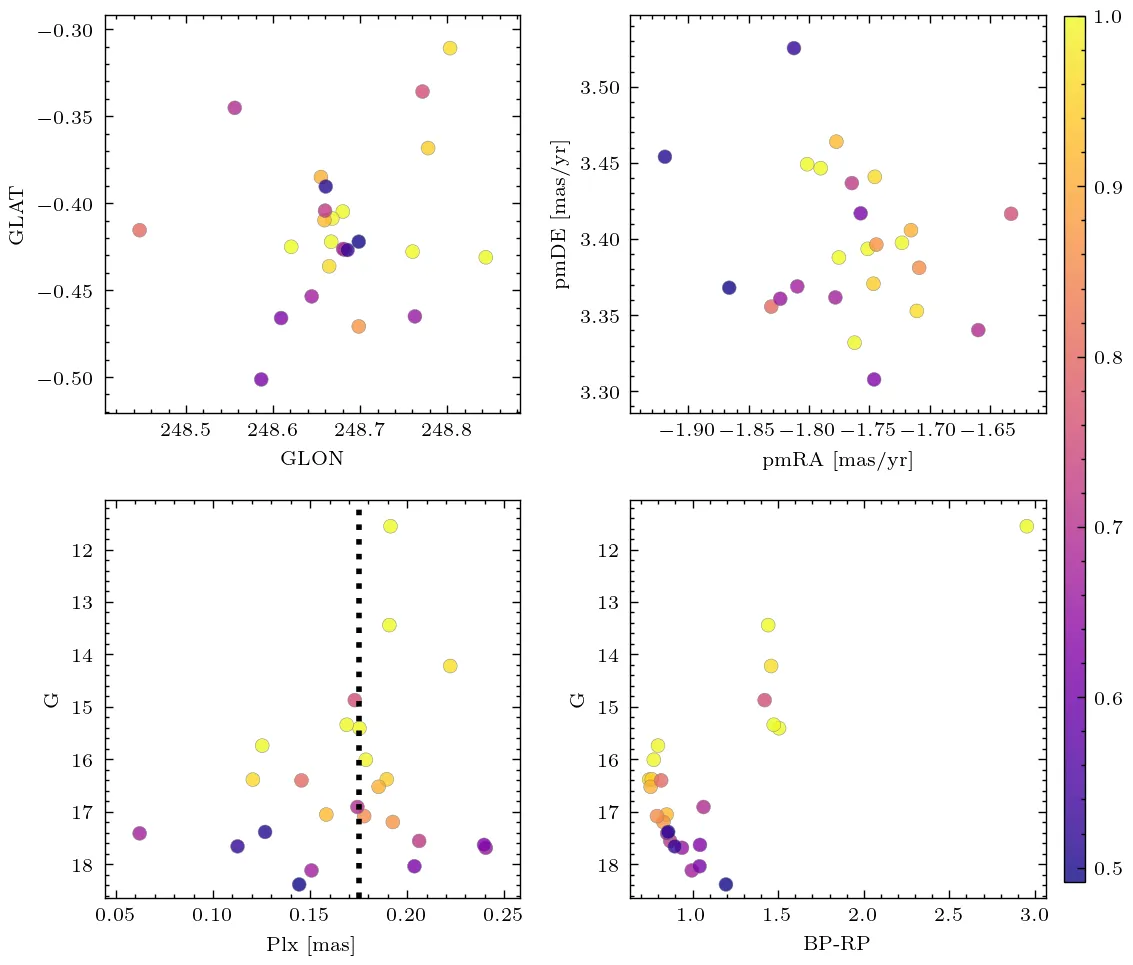 −0.30
−0.35
−0.40
−0.45
−0.50
GLAT
248.5 248.6 248.7 248.8
GLON
3.50
3.45
3.40
3.35
3.30
pmDE [mas/yr]
−1.90 −1.85 −1.80 −1.75 −1.70 −1.65
pmRA [mas/yr]
1.0
0.9
0.8
0.7
0.6
0.5
12
13
14
15
16
17
18
G
0.05 0.10 0.15 0.20 0.25
Plx [mas]
12
13
14
15
16
17
18
G
1.0 1.5 2.0 2.5 3.0
BP-RP